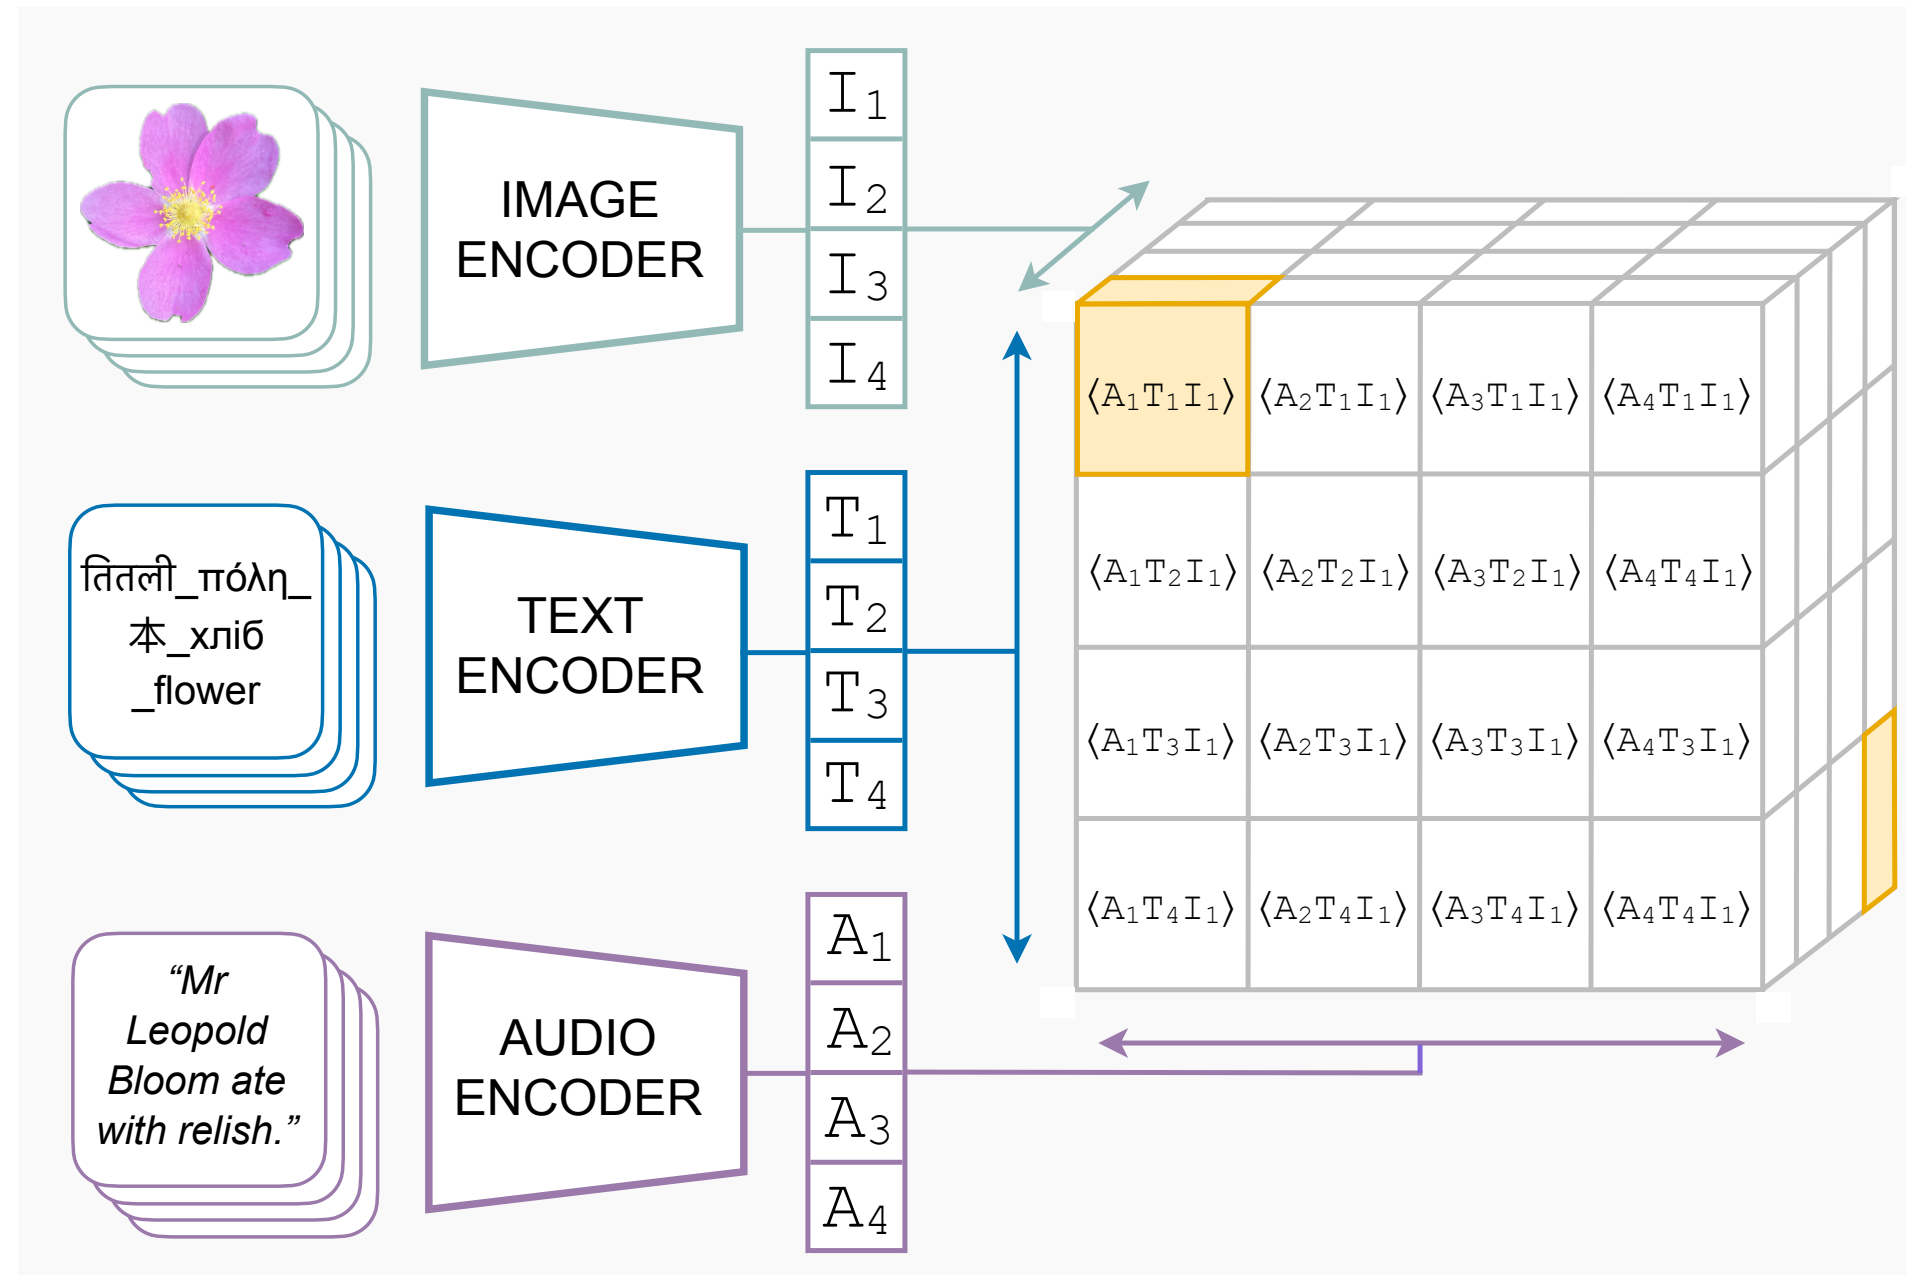 IMAGE
ENCODER
I₁
I₂
I₃
I₄
तितली_πόλη_
本_хліб
_flower
TEXT
ENCODER
T₁
T₂
T₃
T₄
“Mr
Leopold
Bloom ate
with relish.”
AUDIO
ENCODER
A₁
A₂
A₃
A₄
⟨A₁T₁I₁⟩ ⟨A₂T₁I₁⟩ ⟨A₃T₁I₁⟩ ⟨A₄T₁I₁⟩
⟨A₁T₂I₁⟩ ⟨A₂T₂I₁⟩ ⟨A₃T₂I₁⟩ ⟨A₄T₄I₁⟩
⟨A₁T₃I₁⟩ ⟨A₂T₃I₁⟩ ⟨A₃T₃I₁⟩ ⟨A₄T₃I₁⟩
⟨A₁T₄I₁⟩ ⟨A₂T₄I₁⟩ ⟨A₃T₄I₁⟩ ⟨A₄T₄I₁⟩